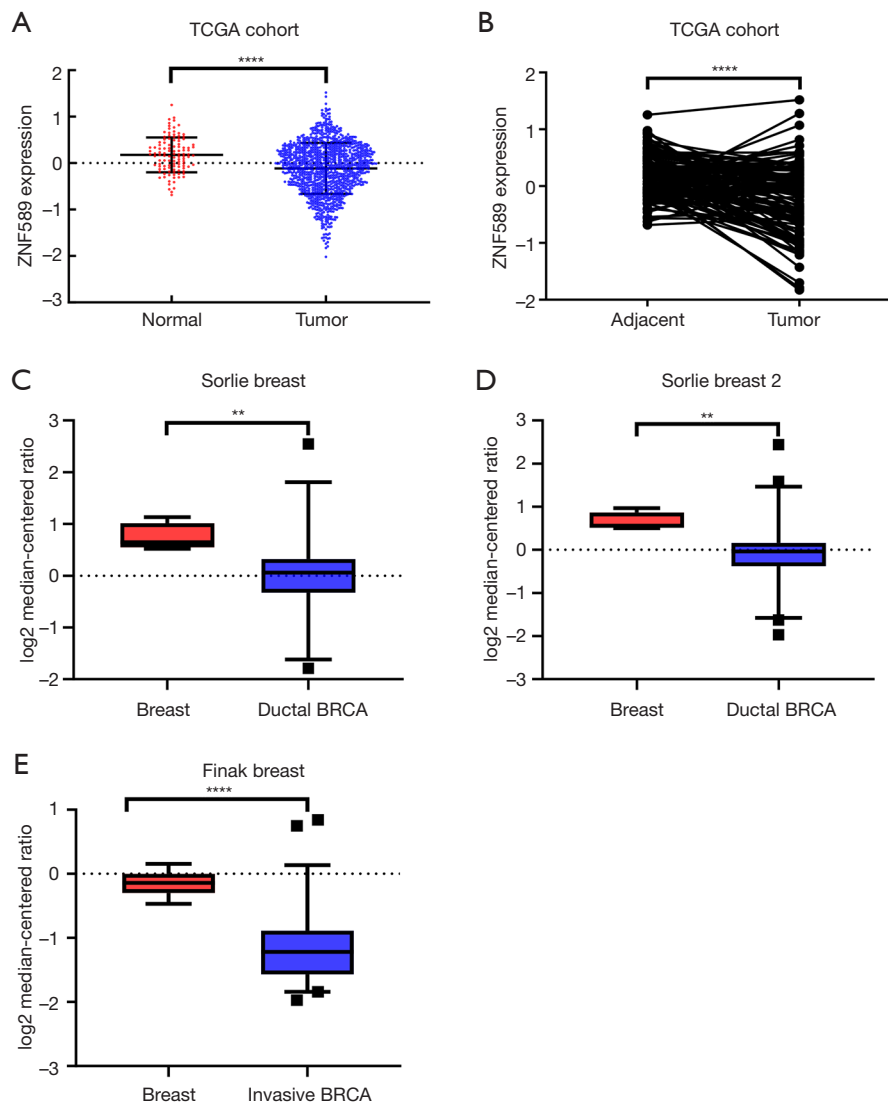 A
TCGA cohort
****
ZNF589 expression
2
1
0
–1
–2
–3
Normal
Tumor
B
TCGA cohort
****
ZNF589 expression
2
1
0
–1
–2
Adjacent
Tumor
C
Sorlie breast
**
log2 median-centered ratio
3
2
1
0
–1
–2
Breast
Ductal BRCA
D
Sorlie breast 2
**
log2 median-centered ratio
3
2
1
0
–1
–2
–3
Breast
Ductal BRCA
E
Finak breast
****
log2 median-centered ratio
1
0
–1
–2
–3
Breast
Invasive BRCA